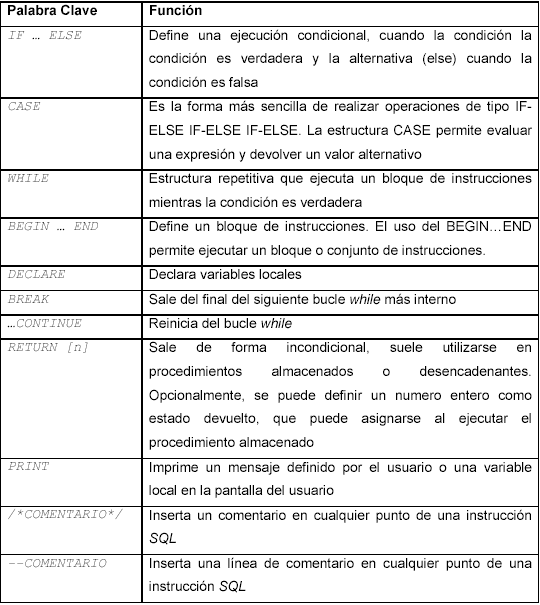 Palabra Clave
Función
IF … ELSE
Define una ejecución condicional, cuando la condición la
condición es verdadera y la alternativa (else) cuando la
condición es falsa
CASE
Es la forma más sencilla de realizar operaciones de tipo IF-
ELSE IF-ELSE IF-ELSE. La estructura CASE permite evaluar
una expresión y devolver un valor alternativo
WHILE
Estructura repetitiva que ejecuta un bloque de instrucciones
mientras la condición es verdadera
BEGIN … END
Define un bloque de instrucciones. El uso del BEGIN…END
permite ejecutar un bloque o conjunto de instrucciones.
DECLARE
Declara variables locales
BREAK
Sale del final del siguiente bucle while más interno
…CONTINUE
Reinicia del bucle while
RETURN [n]
Sale de forma incondicional, suele utilizarse en
procedimientos almacenados o desencadenantes.
Opcionalmente, se puede definir un numero entero como
estado devuelto, que puede asignarse al ejecutar el
procedimiento almacenado
PRINT
Imprime un mensaje definido por el usuario o una variable
local en la pantalla del usuario
/*COMENTARIO*/
Inserta un comentario en cualquier punto de una instrucción
SQL
--COMENTARIO
Inserta una línea de comentario en cualquier punto de una
instrucción SQL